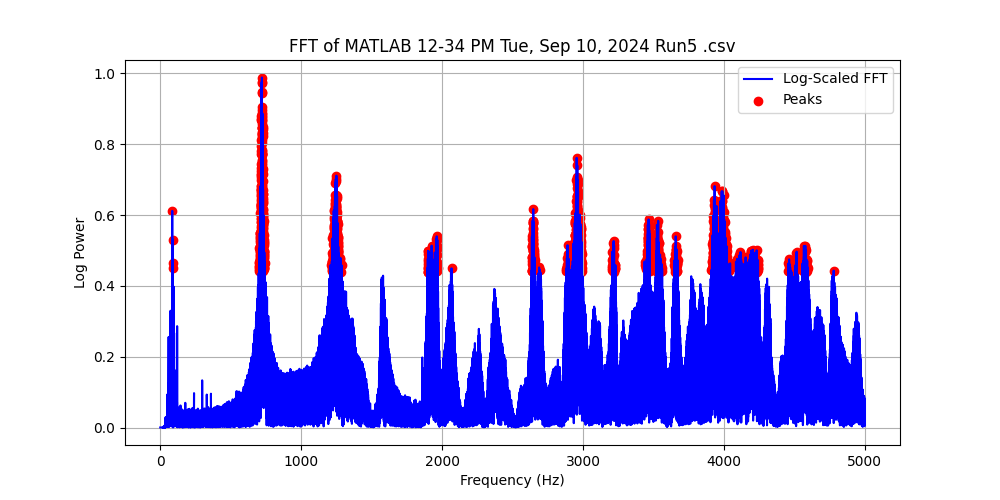 FFT of MATLAB 12-34 PM Tue, Sep 10, 2024 Run5 .csv
Log-Scaled FFT
Peaks
Log Power
1.0
0.8
0.6
0.4
0.2
0.0
0 1000 2000 3000 4000 5000
Frequency (Hz)